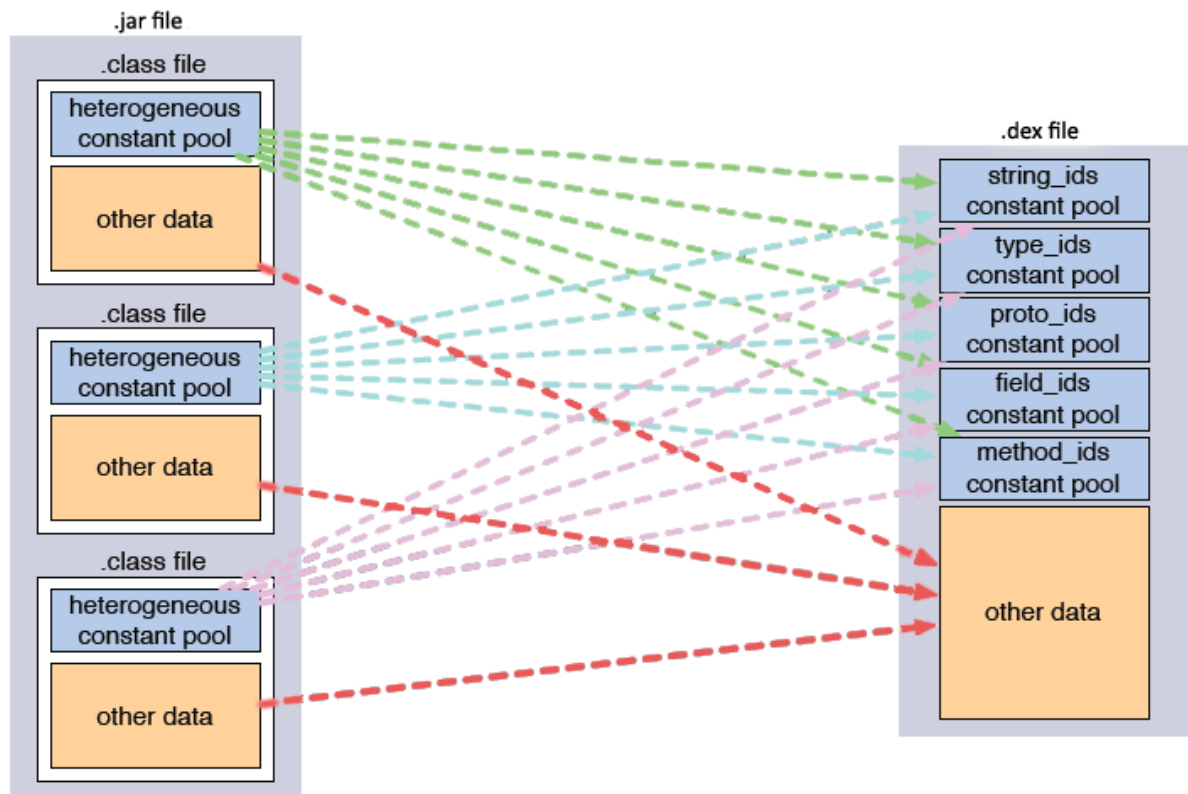 .jar file
.class file
heterogeneous
constant pool
other data
.class file
heterogeneous
constant pool
other data
.class file
heterogeneous
constant pool
other data
.dex file
string_ids
constant pool
type_ids
constant pool
proto_ids
constant pool
field_ids
constant pool
method_ids
constant pool
other data